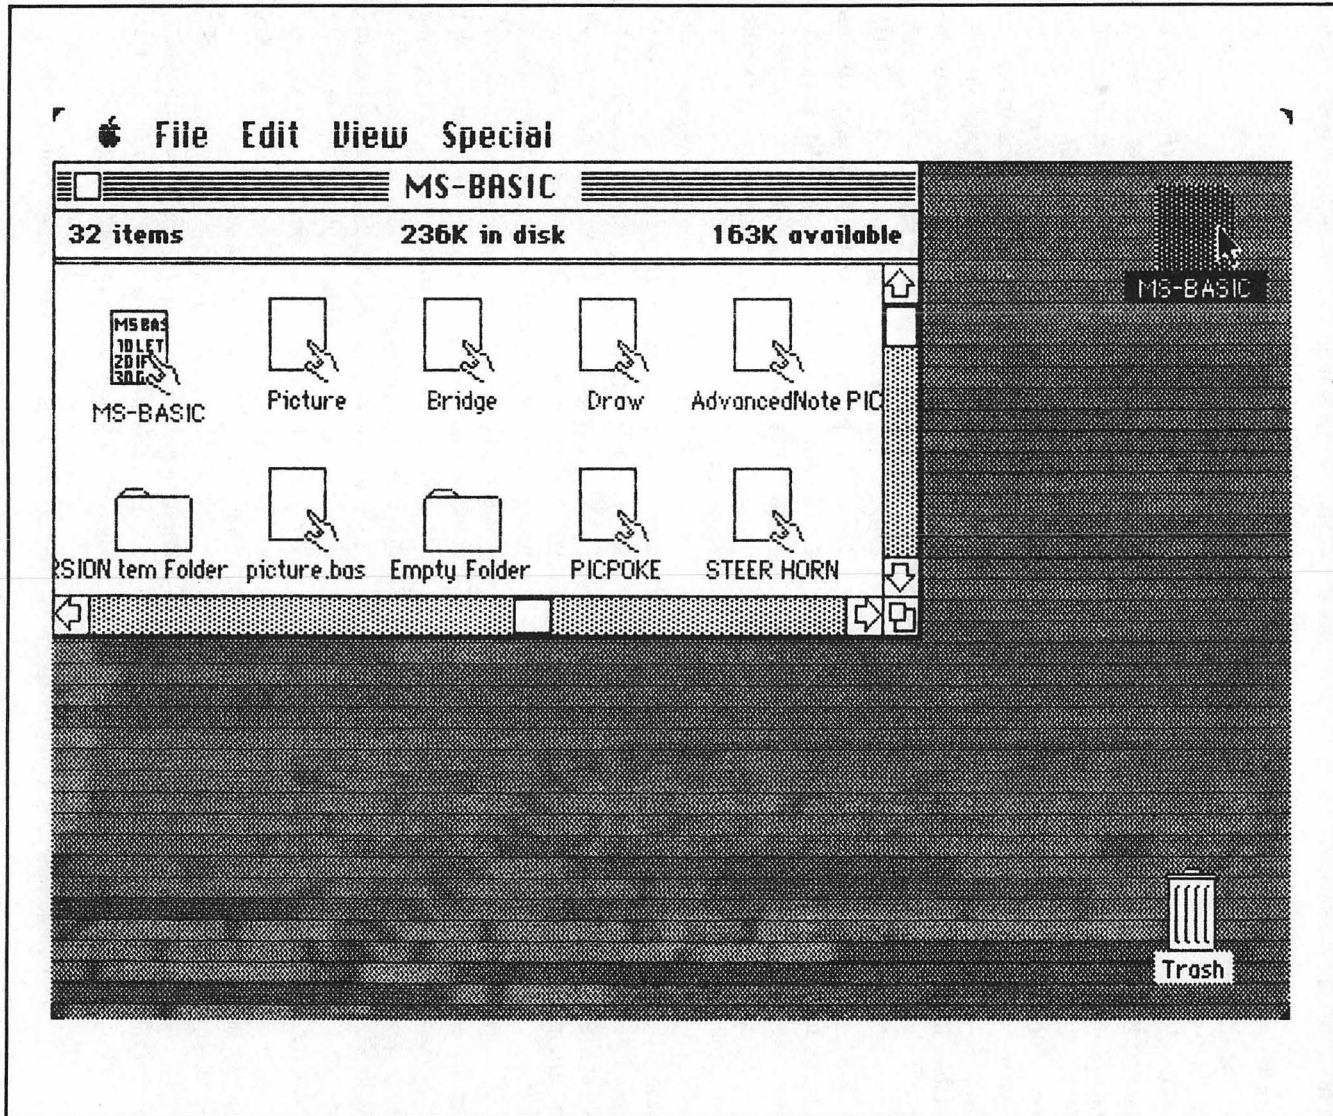 File Edit View Special
MS-BASIC
32 items 236K in disk 163K available
MS-BASIC
MS BAS
10 LET
20 IF
30 G
MS-BASIC Picture Bridge Draw AdvancedNote PIC
RSION tem Folder picture.bas Empty Folder PICPOKE STEER HORN
Trash